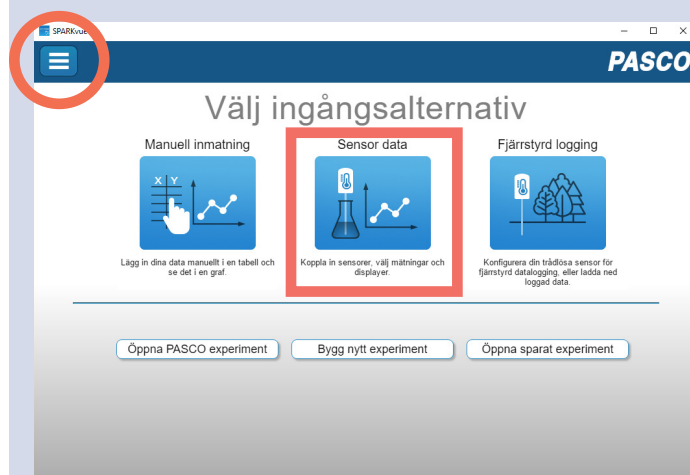 SPARKvue
PASCO
Välj ingångsalternativ
Manuell inmatning
X Y
Lägg in dina data manuellt i en tabell och
se det i en graf.
Sensor data
Koppla in sensorer, välj mätningar och
displayer.
Fjärrstyrd logging
Konfigurera din trådlösa sensor för
fjärrstyrd datalogging, eller ladda ned
loggad data.
Öppna PASCO experiment
Bygg nytt experiment
Öppna sparat experiment